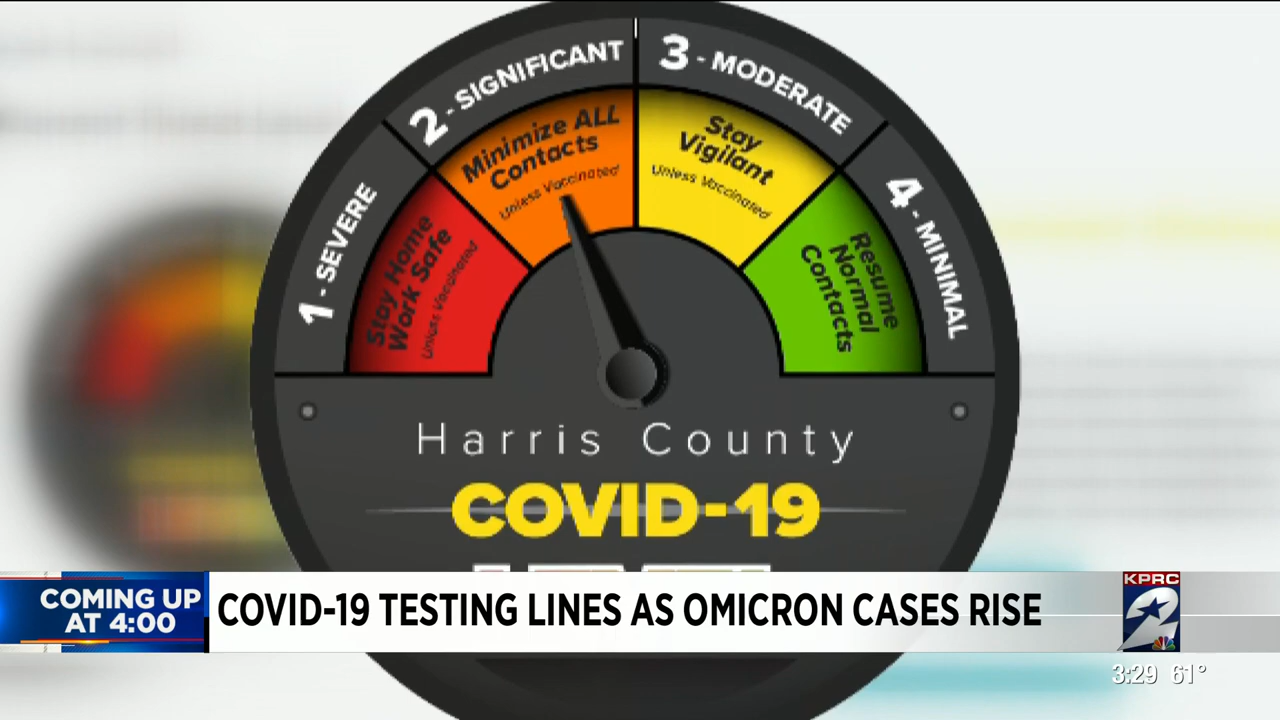 1 - SEVERE
2 - SIGNIFICANT
3 - MODERATE
4 - MINIMAL
Stay Home
Work Safe
Unless Vaccinated
Minimize ALL
Contacts
Unless Vaccinated
Stay
Vigilant
Unless Vaccinated
Resume
Normal
Contacts
Harris County
COVID-19
COMING UP
AT 4:00
COVID-19 TESTING LINES AS OMICRON CASES RISE
KPRC
2
3:29 61°